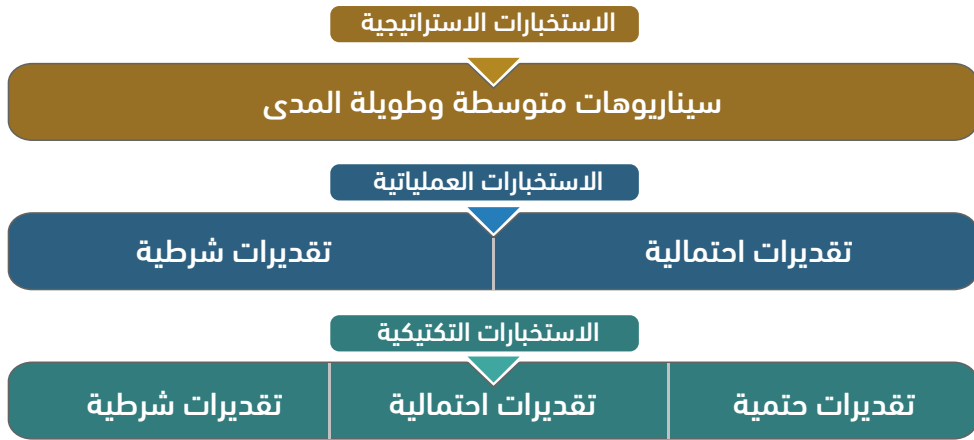 الاستخبارات الاستراتيجية
سيناريوهات متوسطة وطويلة المدى
الاستخبارات العملياتية
تقديرات احتمالية
تقديرات شرطية
الاستخبارات التكتيكية
تقديرات حتمية
تقديرات احتمالية
تقديرات شرطية